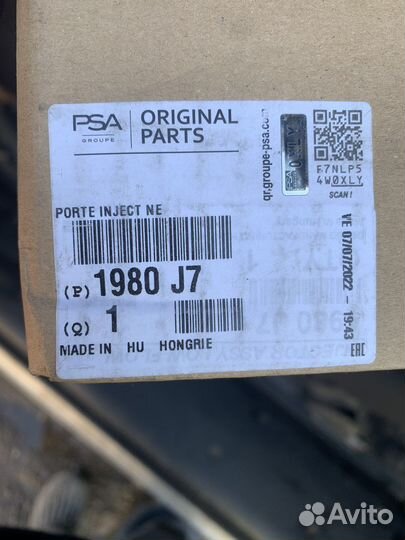 PSA
GROUPE
ORIGINAL
PARTS
qr.groupe-psa.com
F7NLP5
4W0XLY
SCAN!
PORTE INJECT NE
(P) 1980 J7
(Q) 1
MADE IN HU HONGRIE
VE 07/07/2022 - 19:43
EAC
Avito